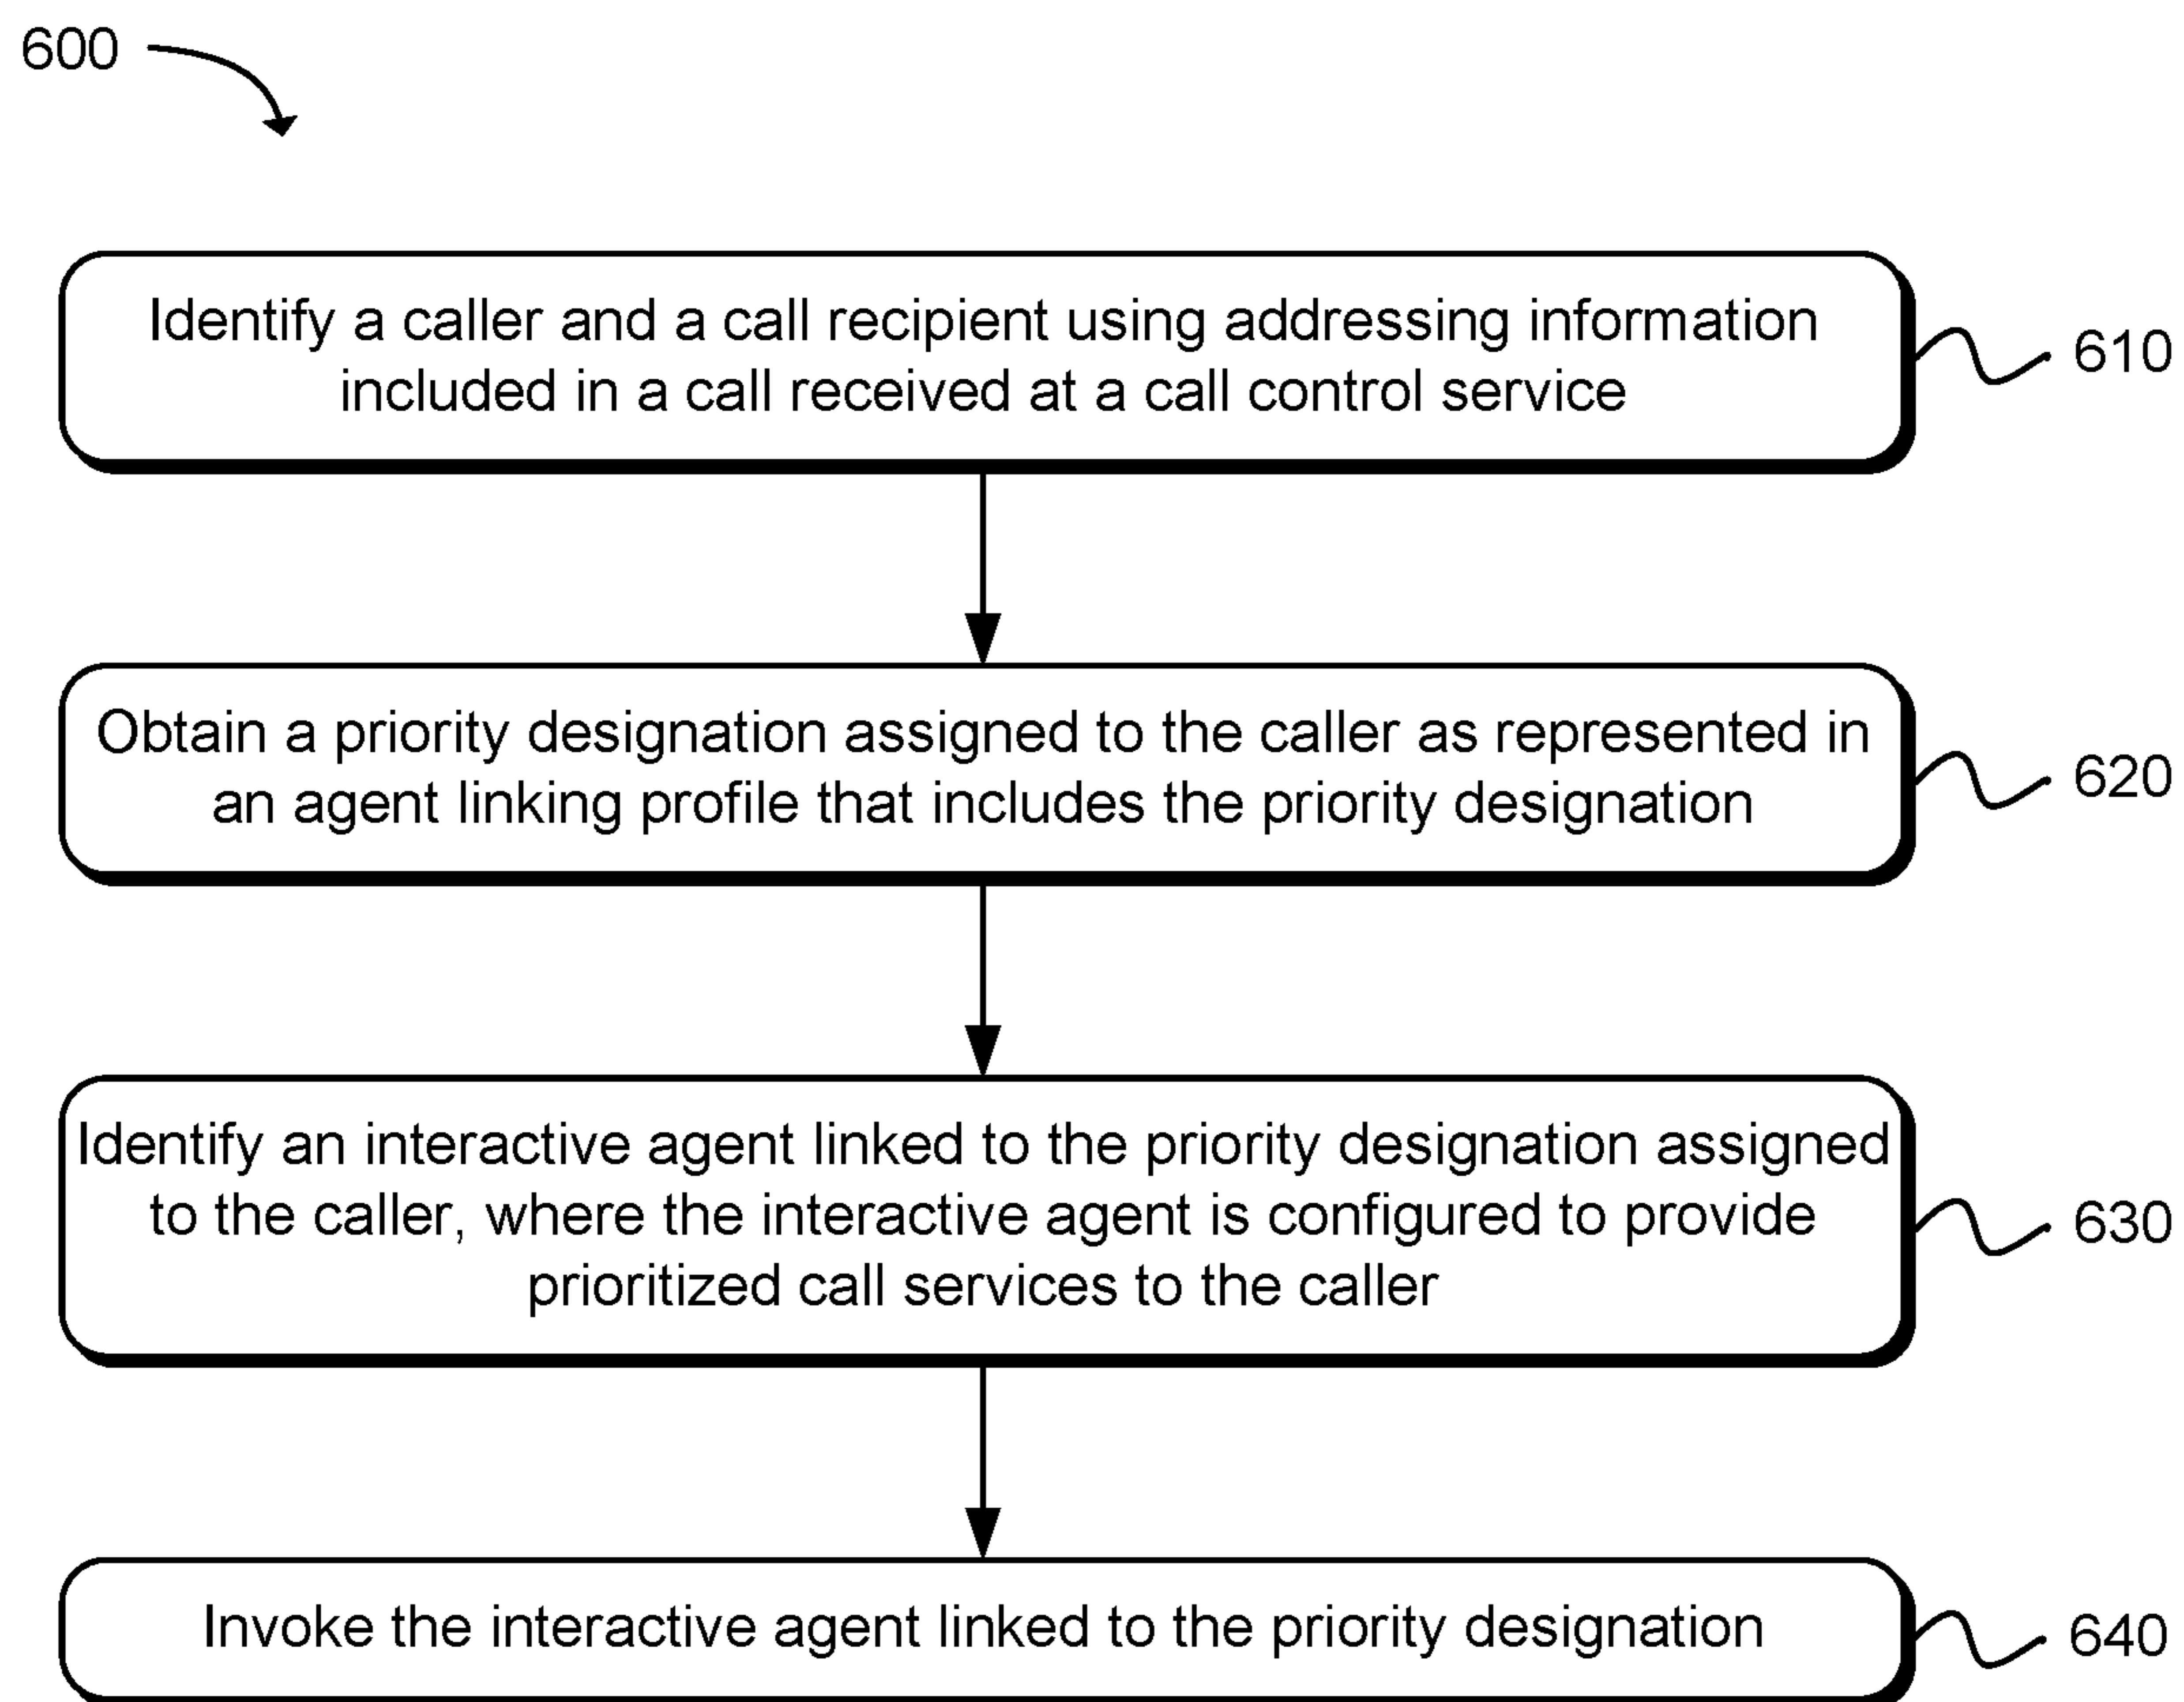 600
Identify a caller and a call recipient using addressing information
included in a call received at a call control service
610
Obtain a priority designation assigned to the caller as represented in
an agent linking profile that includes the priority designation
620
Identify an interactive agent linked to the priority designation assigned
to the caller, where the interactive agent is configured to provide
prioritized call services to the caller
630
Invoke the interactive agent linked to the priority designation
640